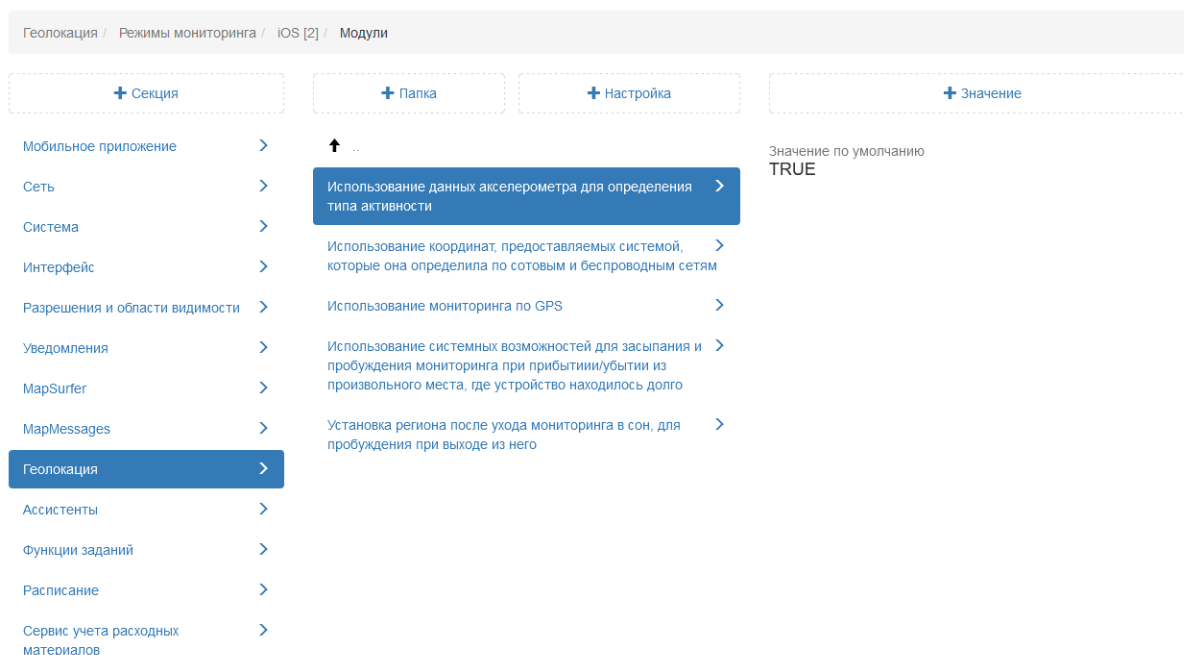 Геолокация / Режимы мониторинга / iOS [2] / Модули
+ Секция
+ Папка
+ Настройка
+ Значение
Мобильное приложение
Сеть
Система
Интерфейс
Разрешения и области видимости
Уведомления
MapSurfer
MapMessages
Геолокация
Ассистенты
Функции заданий
Расписание
Сервис учета расходных
материалов
..
Использование данных акселерометра для определения
типа активности
Использование координат, предоставляемых системой,
которые она определила по сотовым и беспроводным сетям
Использование мониторинга по GPS
Использование системных возможностей для засыпания и
пробуждения мониторинга при прибытиии/убытии из
произвольного места, где устройство находилось долго
Установка региона после ухода мониторинга в сон, для
пробуждения при выходе из него
Значение по умолчанию
TRUE